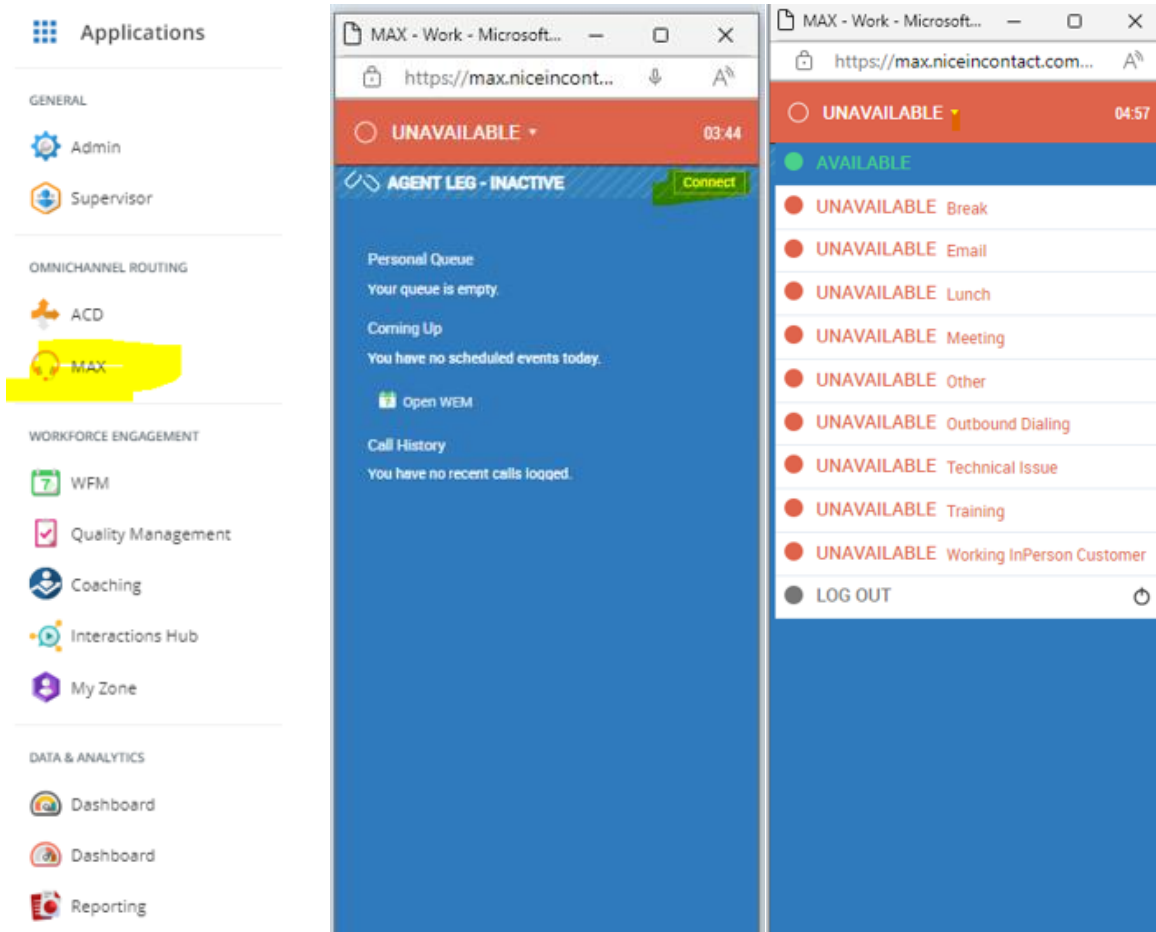 Applications
GENERAL
Admin
Supervisor
OMNICHANNEL ROUTING
ACD
MAX
WORKFORCE ENGAGEMENT
7 WFM
Quality Management
Coaching
Interactions Hub
My Zone
DATA & ANALYTICS
Dashboard
Dashboard
Reporting
MAX - Work - Microsoft...
https://max.niceincont...
UNAVAILABLE 03:44
AGENT LEG - INACTIVE Connect
Personal Queue
Your queue is empty.
Coming Up
You have no scheduled events today.
7 Open WEM
Call History
You have no recent calls logged.
MAX - Work - Microsoft...
https://max.niceincontact.com...
UNAVAILABLE 04:57
AVAILABLE
UNAVAILABLE Break
UNAVAILABLE Email
UNAVAILABLE Lunch
UNAVAILABLE Meeting
UNAVAILABLE Other
UNAVAILABLE Outbound Dialing
UNAVAILABLE Technical Issue
UNAVAILABLE Training
UNAVAILABLE Working InPerson Customer
LOG OUT